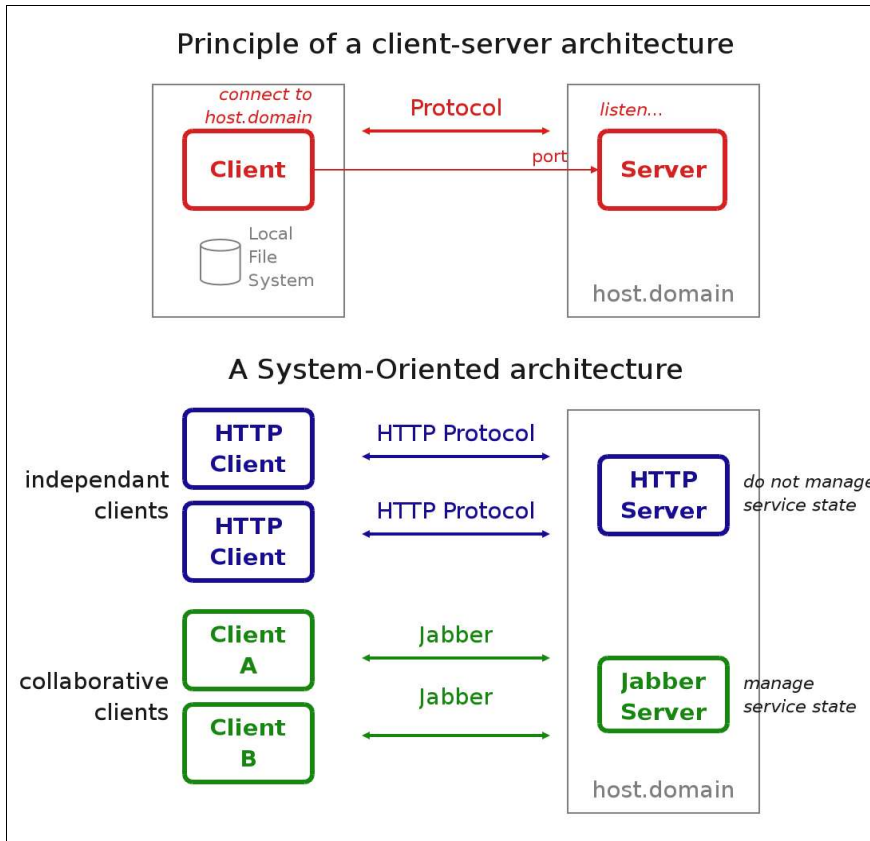 Principle of a client-server architecture
connect to
host.domain
Protocol
listen...
Client
port
Server
Local
File
System
host.domain
A System-Oriented architecture
HTTP
Client
HTTP Protocol
independant
clients
HTTP
Server
do not manage
service state
HTTP
Client
HTTP Protocol
Client
A
Jabber
collaborative
clients
Jabber
Server
manage
service state
Client
B
Jabber
host.domain